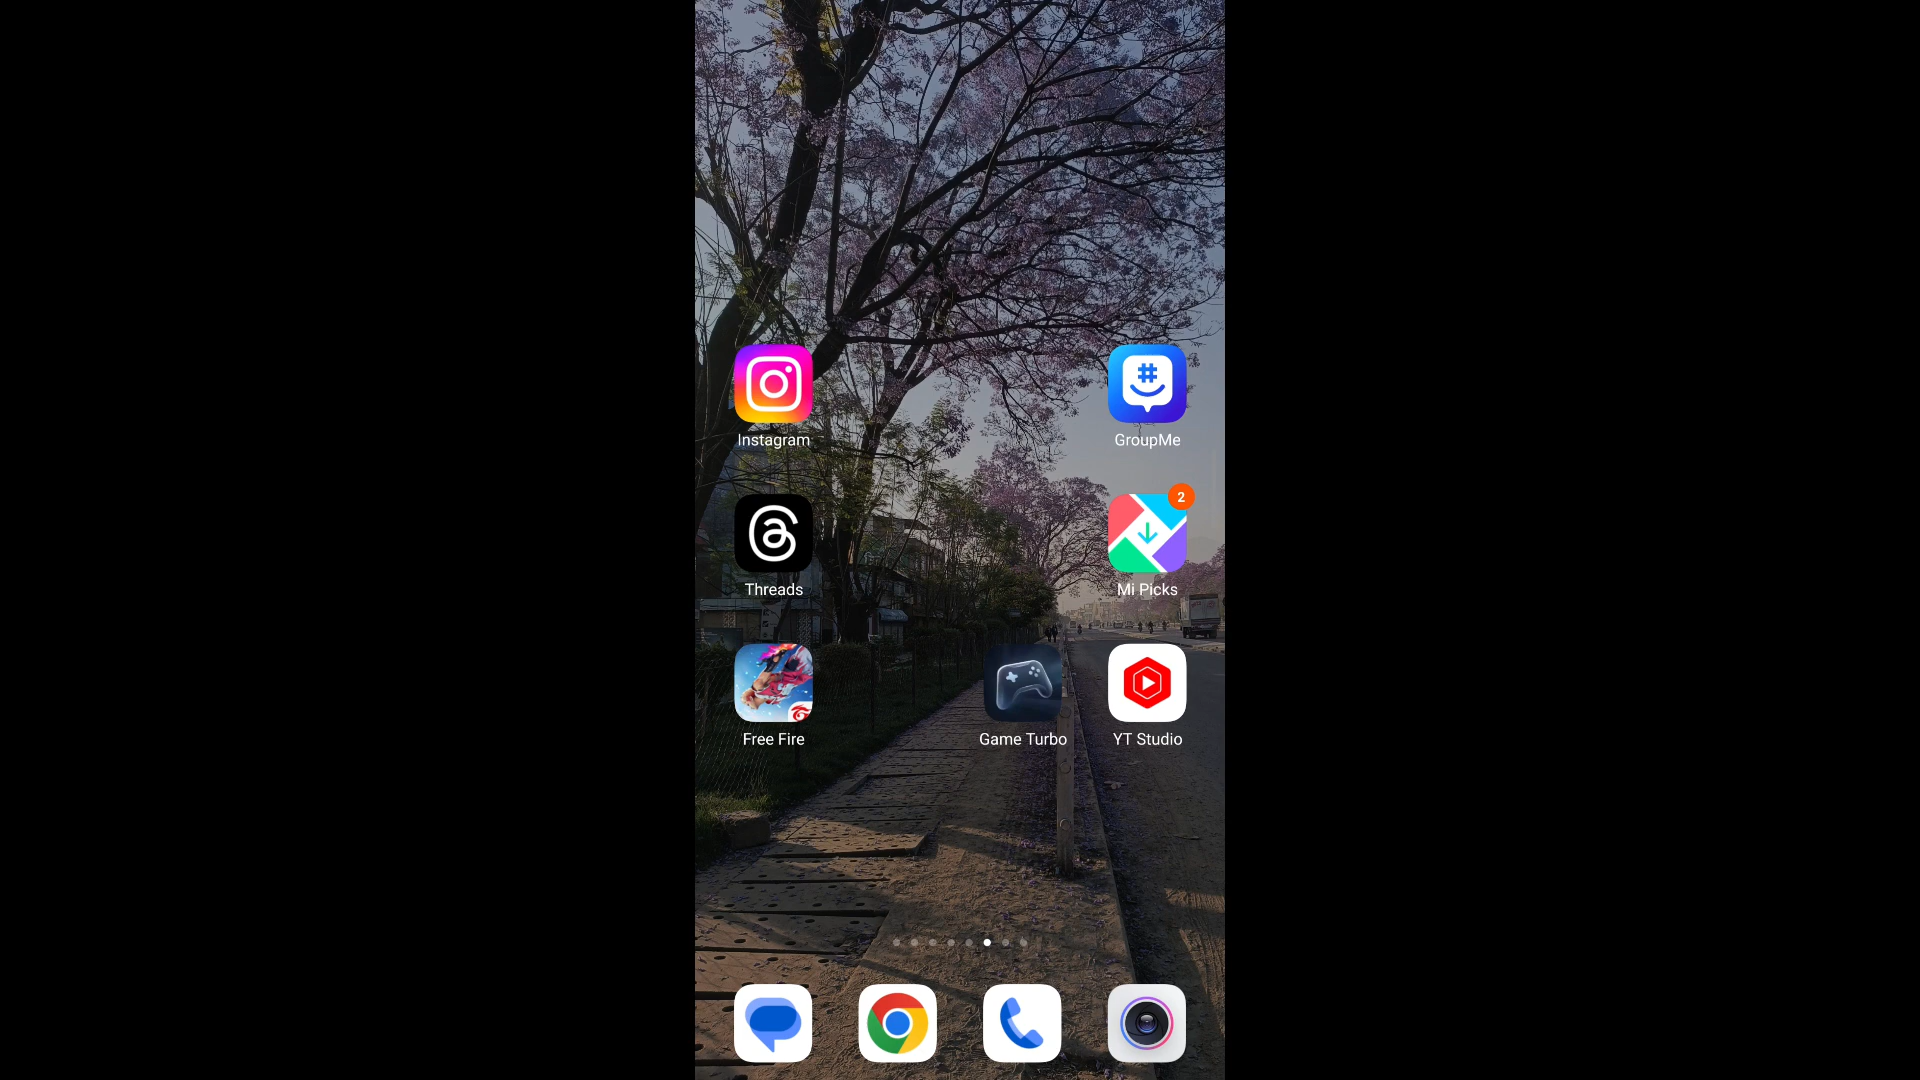 Instagram
GroupMe
2
Threads
Mi Picks
Free Fire
Game Turbo
YT Studio